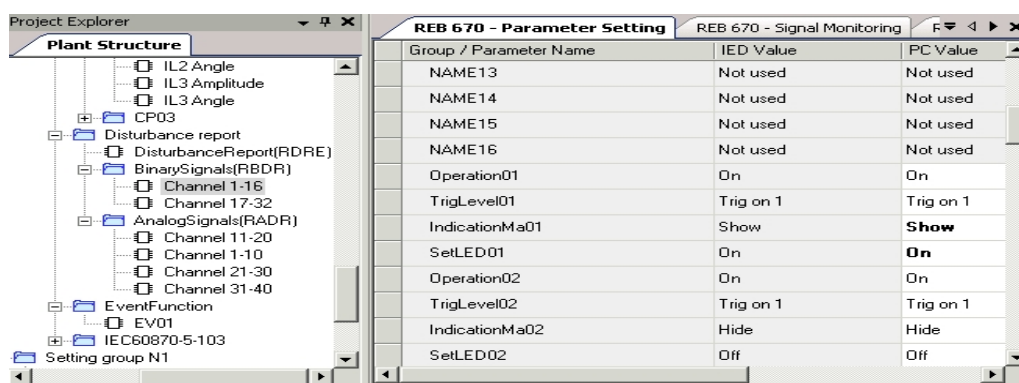 Project Explorer
Plant Structure
IL2 Angle
IL3 Amplitude
IL3 Angle
CP03
Disturbance report
DisturbanceReport(RDRE)
BinarySignals(RBDR)
Channel 1-16
Channel 17-32
AnalogSignals(RADR)
Channel 11-20
Channel 1-10
Channel 21-30
Channel 31-40
EventFunction
EV01
IEC60870-5-103
Setting group N1
REB 670 - Parameter Setting REB 670 - Signal Monitoring
Group / Parameter Name IED Value PC Value
NAME13 Not used Not used
NAME14 Not used Not used
NAME15 Not used Not used
NAME16 Not used Not used
Operation01 On On
TrigLevel01 Trig on 1 Trig on 1
IndicationMa01 Show Show
SetLED01 On On
Operation02 On On
TrigLevel02 Trig on 1 Trig on 1
IndicationMa02 Hide Hide
SetLED02 Off Off